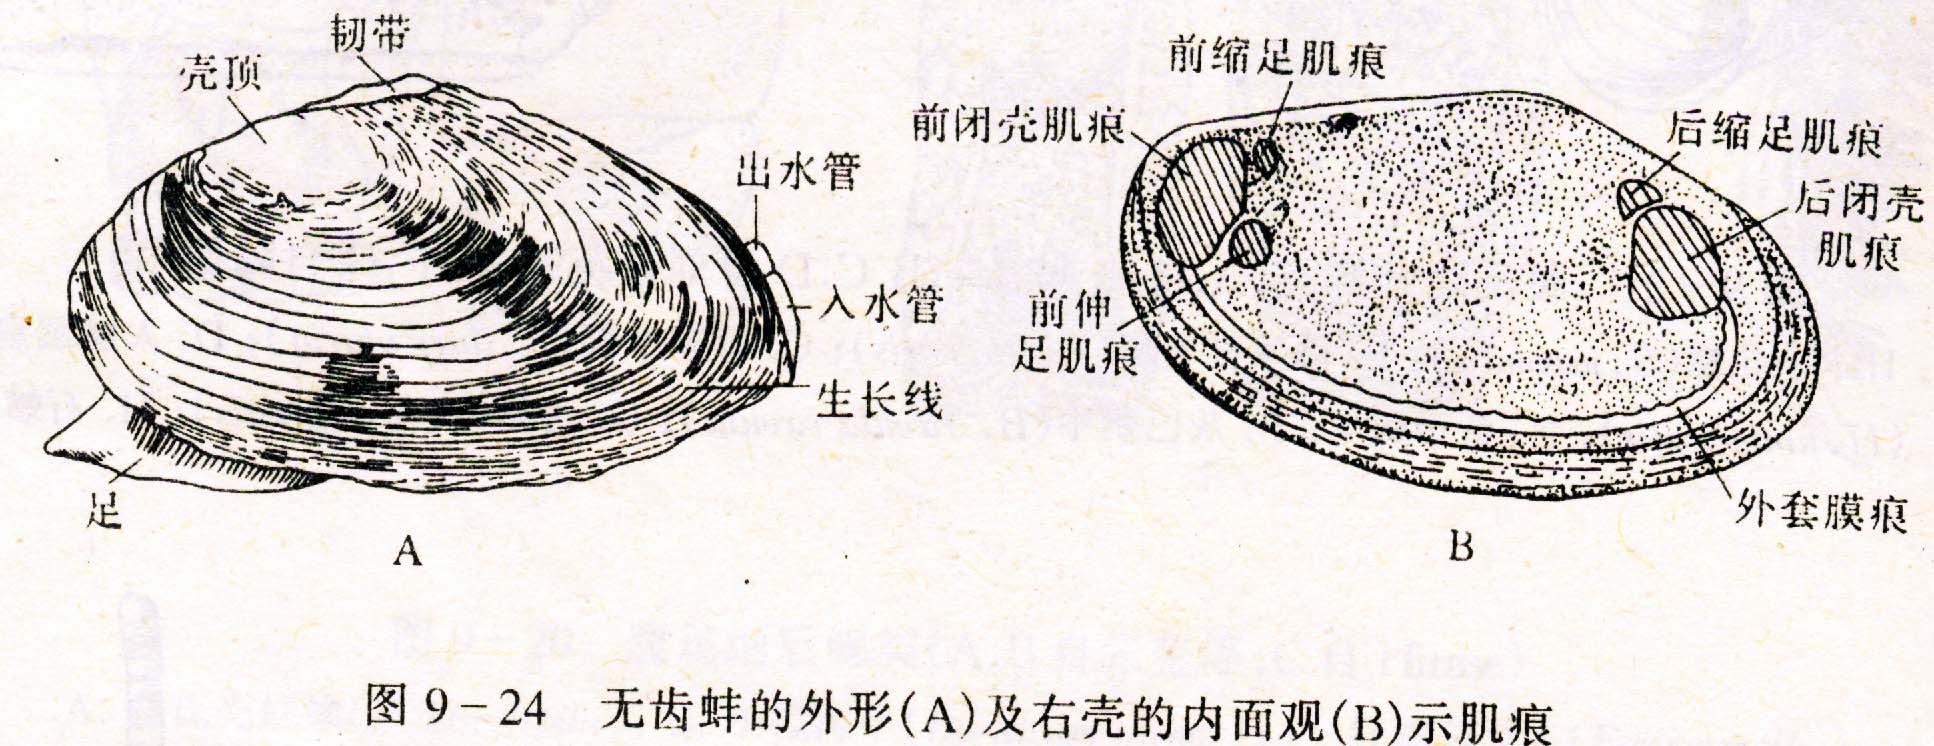 韧带
壳顶
出水管
入水管
生长线
足
A
前缩足肌痕
前闭壳肌痕
后缩足肌痕
后闭壳
肌痕
前伸
足肌痕
外套膜痕
B
图9-24 无齿蚌的外形(A)及右壳的内面观(B)示肌痕